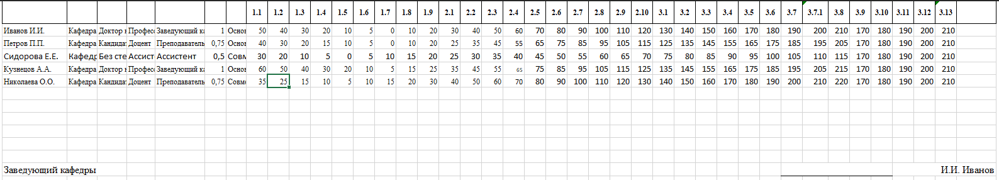 1.1 1.2 1.3 1.4 1.5 1.6 1.7 1.8 1.9 2.1 2.2 2.3 2.4 2.5 2.6 2.7 2.8 2.9 2.10 3.1 3.2 3.3 3.4 3.5 3.6 3.7 3.7.1 3.8 3.9 3.10 3.11 3.12 3.13
Иванов И.И. Кафедра Доктор Професс Заведующий ка 1 Основ 50 40 30 20 10 5 0 10 20 30 40 50 60 70 80 90 100 110 120 130 140 150 160 170 180 190 200 210 170 180 190 200 210
Петров П.П. Кафедра Кандидат Доцент Преподаватель 0,75 Основ 40 30 20 15 10 5 0 10 20 25 35 45 55 65 75 85 95 105 115 125 135 145 155 165 175 185 195 205 170 180 190 200 210
Сидорова Е.Е. Кафедр Без сте Ассист Ассистент 0,5 Совм 30 20 10 5 0 5 10 15 20 25 30 35 40 45 50 55 60 65 70 75 80 85 90 95 100 105 110 115 170 180 190 200 210
Кузнецов А.А. Кафедра Доктор Професс Заведующий ка 1 Основ 60 50 40 30 20 10 5 15 25 35 45 55 65 75 85 95 105 115 125 135 145 155 165 175 185 195 205 215 170 180 190 200 210
Николаева О.О. Кафедра Кандидат Доцент Преподаватель 0,75 Совме 35 25 15 10 5 10 15 20 30 40 50 60 70 80 90 100 110 120 130 140 150 160 170 180 190 200 210 220 170 180 190 200 210
Заведующий кафедры И.И. Иванов